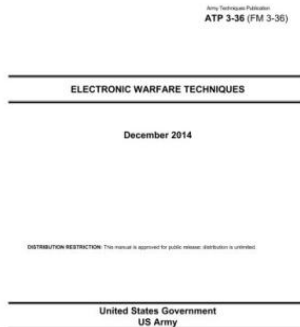 Army Techniques Publication
ATP 3-36 (FM 3-36)
ELECTRONIC WARFARE TECHNIQUES
December 2014
DISTRIBUTION RESTRICTION: This manual is approved for public release; distribution is unlimited.
United States Government
US Army